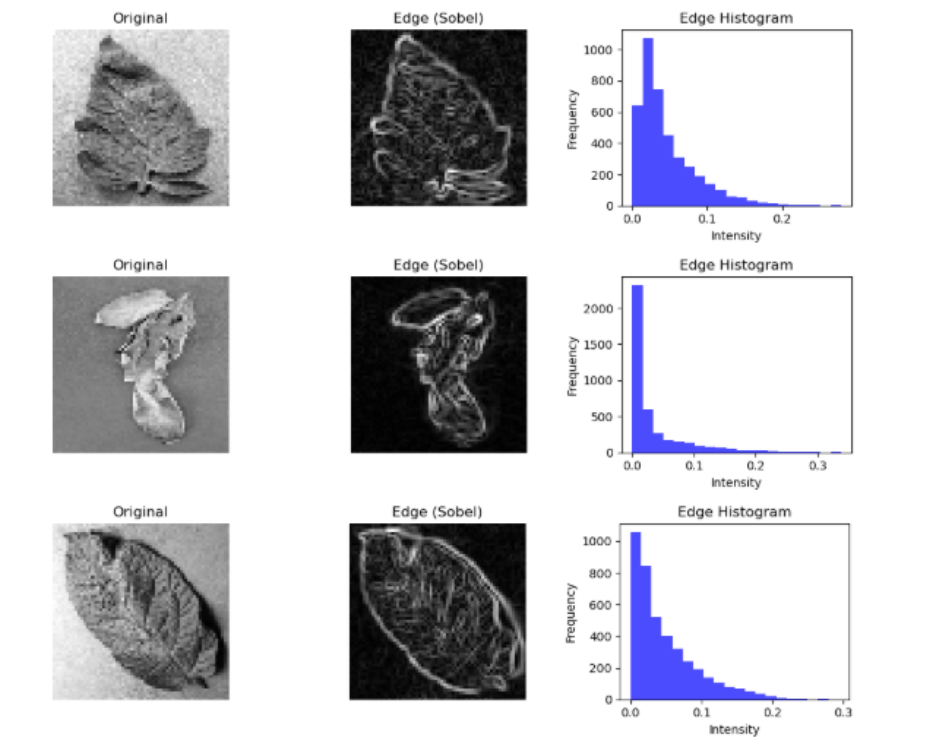 Original Edge (Sobel) Edge Histogram
1000
800
600
400
200
0
Frequency
0.0 0.1 0.2
Intensity
Original Edge (Sobel) Edge Histogram
2000
1500
1000
500
0
Frequency
0.0 0.1 0.2 0.3
Intensity
Original Edge (Sobel) Edge Histogram
1000
800
600
400
200
0
Frequency
0.0 0.1 0.2 0.3
Intensity